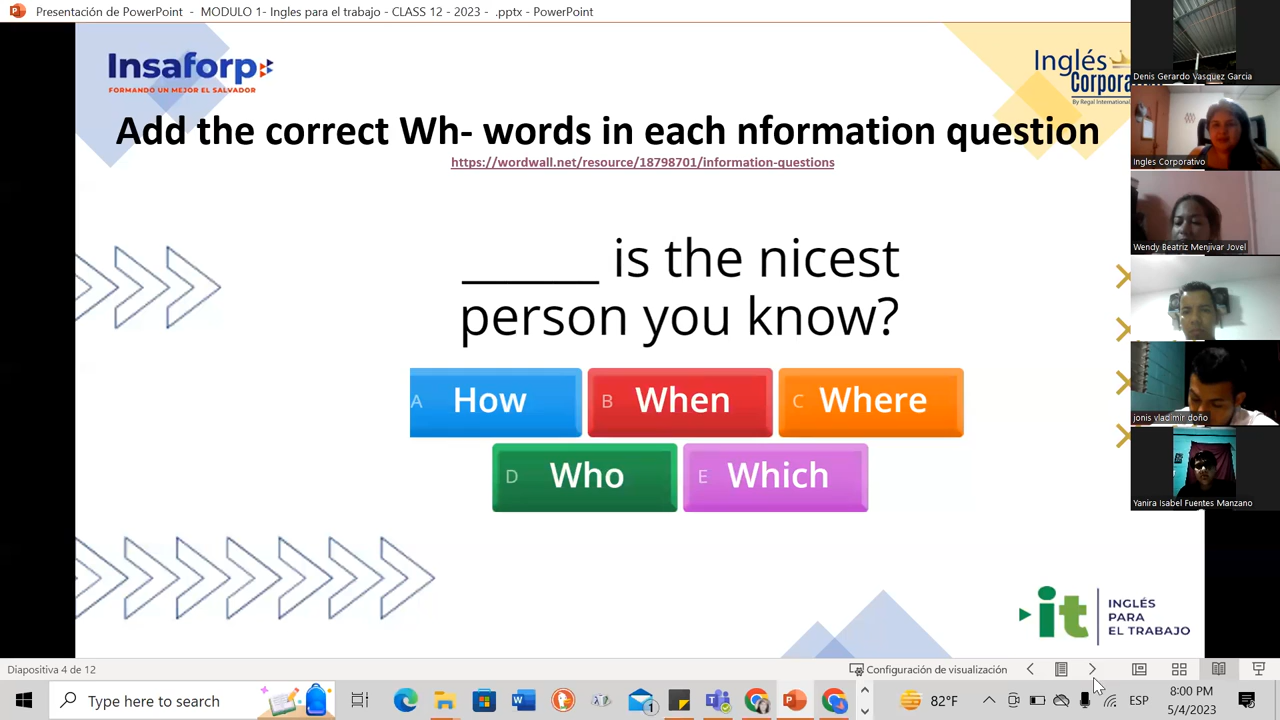 Presentación de PowerPoint - MODULO 1- Ingles para el trabajo - CLASS 12 - 2023 - .pptx - PowerPoint
Insaforp
FORMANDO UN MEJOR EL SALVADOR
Inglés
Corpora
By Regal International
Add the correct Wh- words in each nformation question
https://wordwall.net/resource/18798701/information-questions
______ is the nicest
person you know?
A How
B When
C Where
D Who
E Which
Denis Gerardo Vasquez Garcia
Ingles Corporativo
Wendy Beatriz Menjivar Jovel
jonis vladimir doño
Yanira Isabel Fuentes Manzano
it
INGLÉS
PARA
EL TRABAJO
Diapositiva 4 de 12
Configuración de visualización
Type here to search
1
82°F
ESP
8:00 PM
5/4/2023